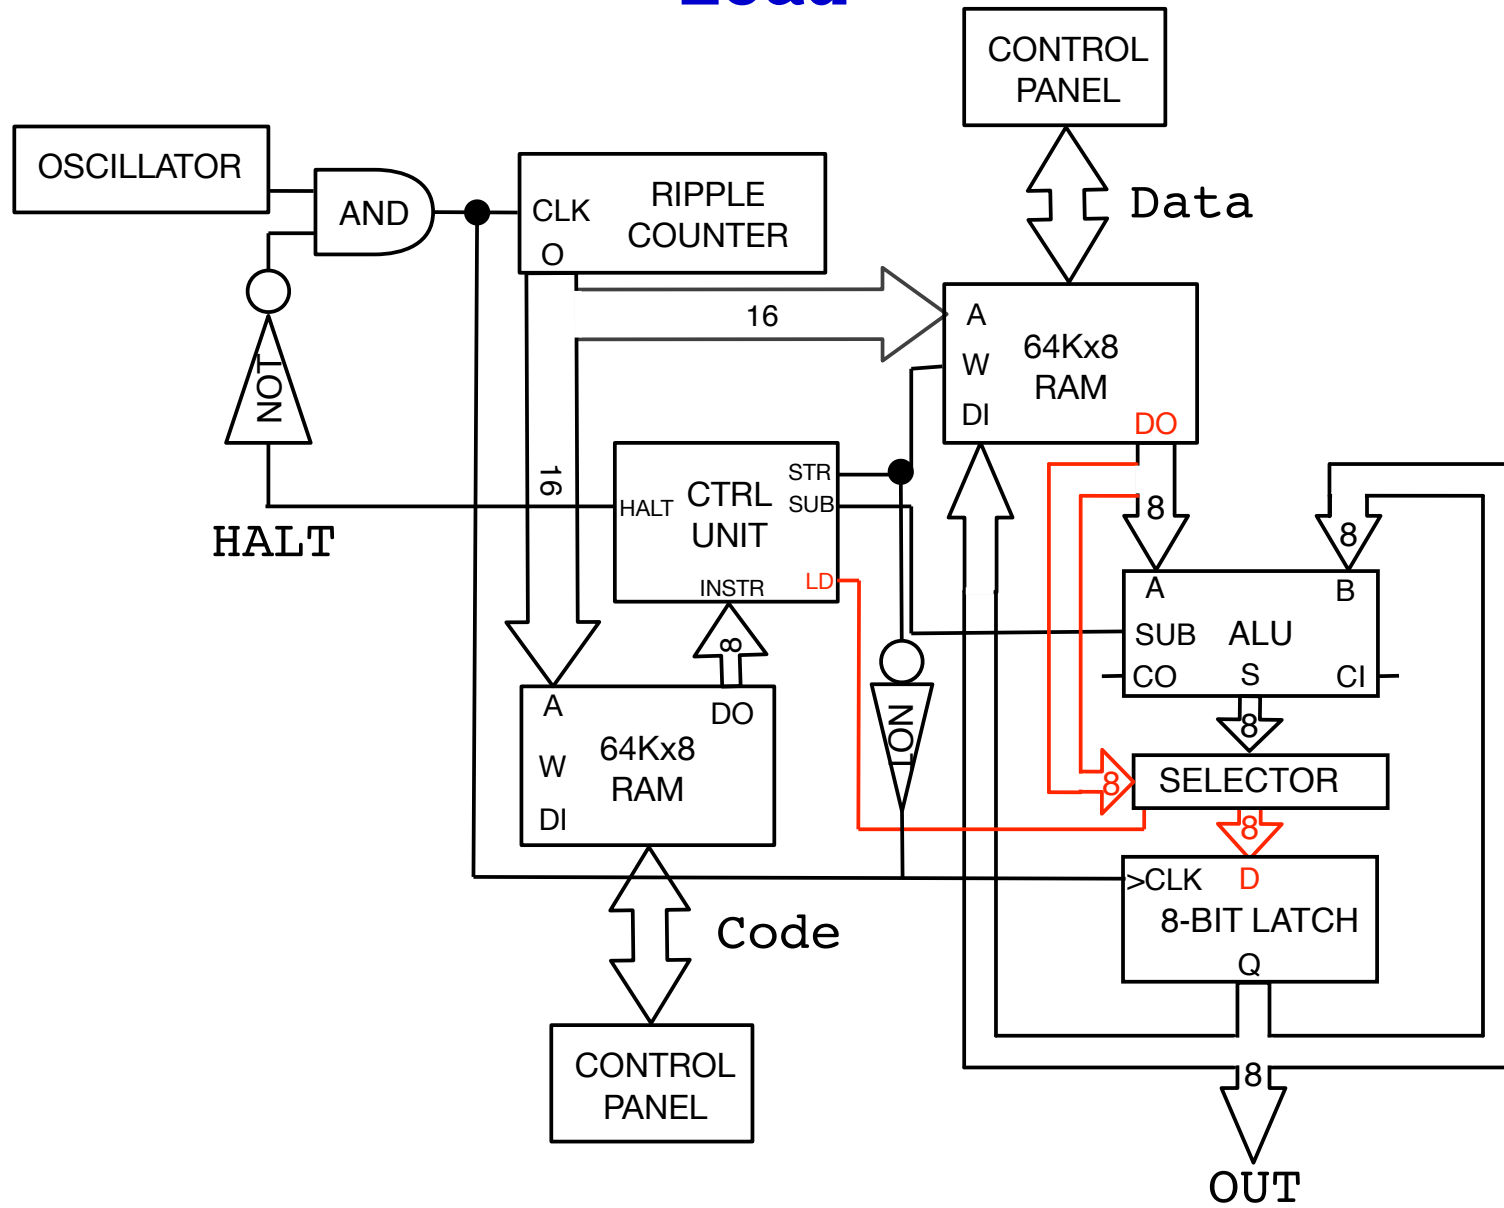 Load
CONTROL
PANEL
OSCILLATOR
AND
CLK
RIPPLE
COUNTER
O
Data
16
A
64Kx8
RAM
W
DI
DO
NOT
16
HALT
CTRL
UNIT
STR
SUB
INSTR
LD
HALT
8
8
8
A
B
SUB
ALU
CO
S
CI
A
DO
64Kx8
RAM
W
DI
NOT
8
8
SELECTOR
8
>CLK
D
8-BIT LATCH
Q
Code
CONTROL
PANEL
8
OUT